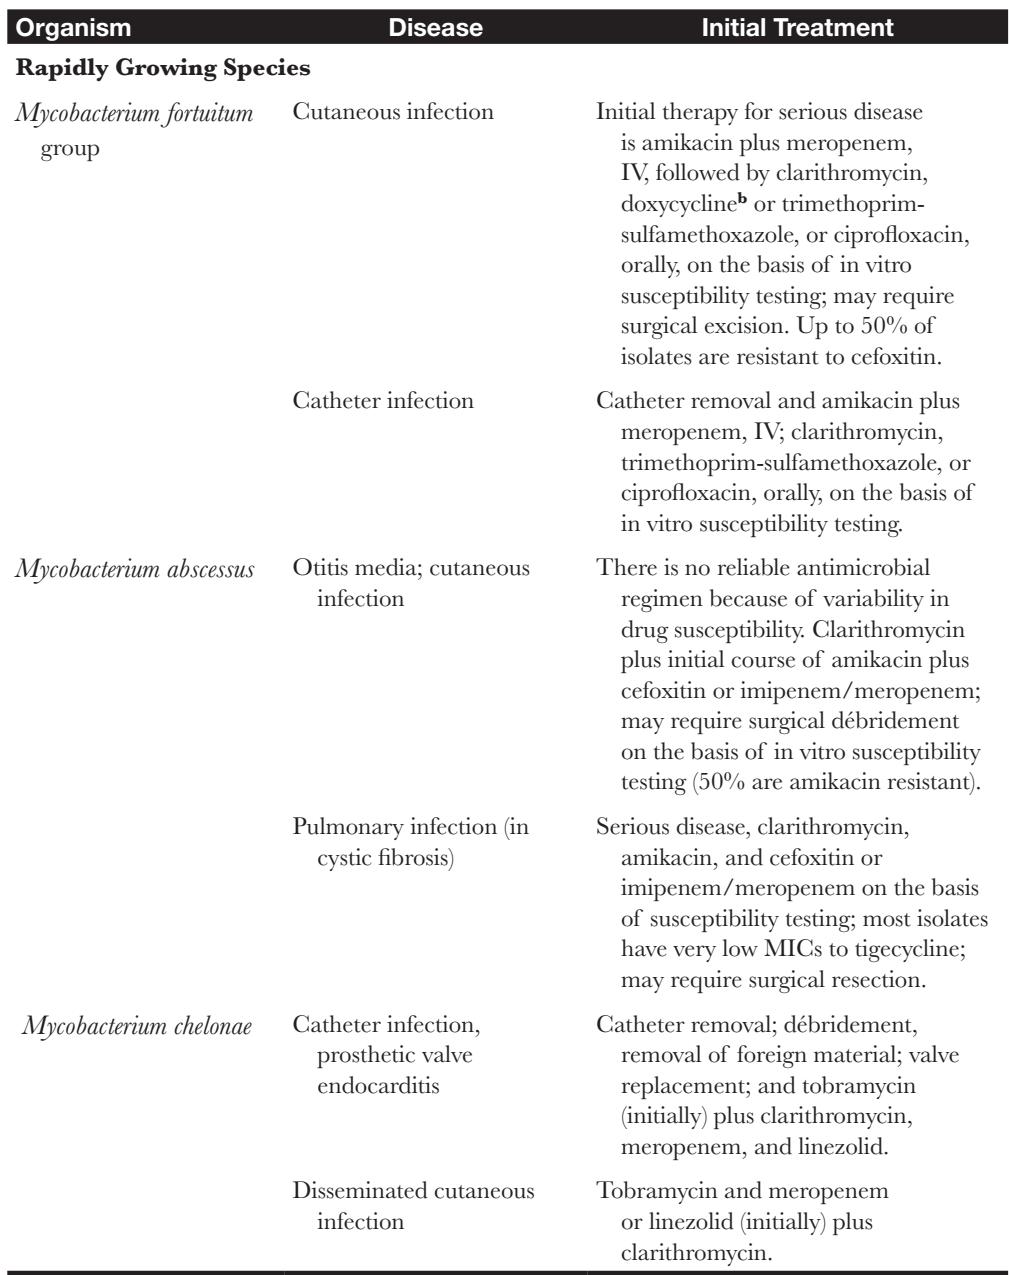 Organism Disease Initial Treatment
Rapidly Growing Species
Mycobacterium fortuitum
group
Cutaneous infection
Initial therapy for serious disease
is amikacin plus meropenem,
IV, followed by clarithromycin,
doxycyclineb or trimethoprim-
sulfamethoxazole, or ciprofloxacin,
orally, on the basis of in vitro
susceptibility testing; may require
surgical excision. Up to 50% of
isolates are resistant to cefoxitin.
Catheter infection
Catheter removal and amikacin plus
meropenem, IV; clarithromycin,
trimethoprim-sulfamethoxazole, or
ciprofloxacin, orally, on the basis of
in vitro susceptibility testing.
Mycobacterium abscessus
Otitis media; cutaneous
infection
There is no reliable antimicrobial
regimen because of variability in
drug susceptibility. Clarithromycin
plus initial course of amikacin plus
cefoxitin or imipenem/meropenem;
may require surgical débridement
on the basis of in vitro susceptibility
testing (50% are amikacin resistant).
Pulmonary infection (in
cystic fibrosis)
Serious disease, clarithromycin,
amikacin, and cefoxitin or
imipenem/meropenem on the basis
of susceptibility testing; most isolates
have very low MICs to tigecycline;
may require surgical resection.
Mycobacterium chelonae
Catheter infection,
prosthetic valve
endocarditis
Catheter removal; débridement,
removal of foreign material; valve
replacement; and tobramycin
(initially) plus clarithromycin,
meropenem, and linezolid.
Disseminated cutaneous
infection
Tobramycin and meropenem
or linezolid (initially) plus
clarithromycin.